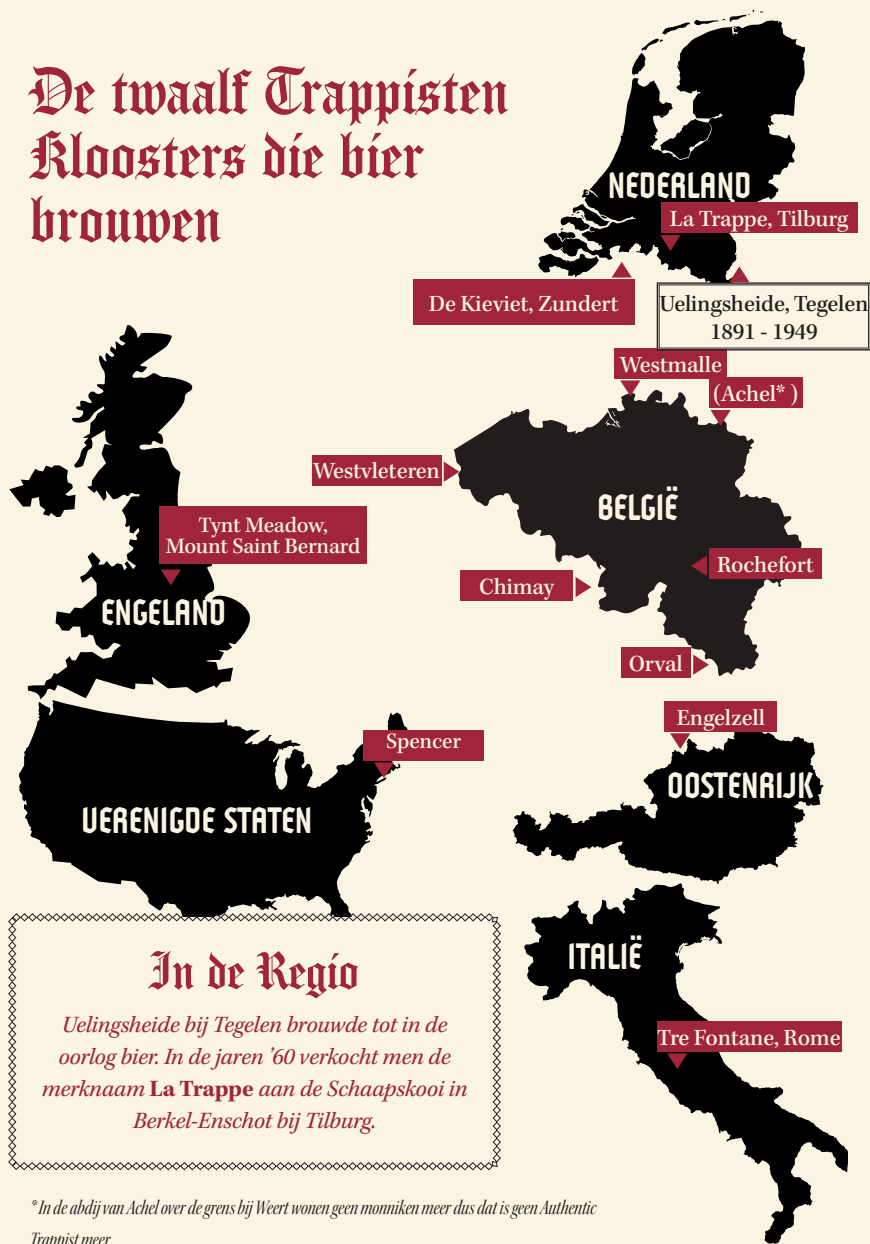 De twaalf Trappisten
Kloosters die bier
brouwen
NEDERLAND
La Trappe, Tilburg
De Kieviet, Zundert
Uelingsheide, Tegelen
1891 - 1949
Westmalle
(Achel* )
Westvleteren
BELGIË
Tynt Meadow,
Mount Saint Bernard
Rochefort
Chimay
ENGELAND
Orval
Engelzell
Spencer
OOSTENRIJK
VERENIGDE STATEN
ITALIË
In de Regio
Uelingsheide bij Tegelen brouwde tot in de
oorlog bier. In de jaren ’60 verkocht men de
merknaam La Trappe aan de Schaapskooi in
Berkel-Enschot bij Tilburg.
Tre Fontane, Rome
*In de abdij van Achel over de grens bij Weert wonen geen monniken meer dus dat is geen Authentic
Trappist meer